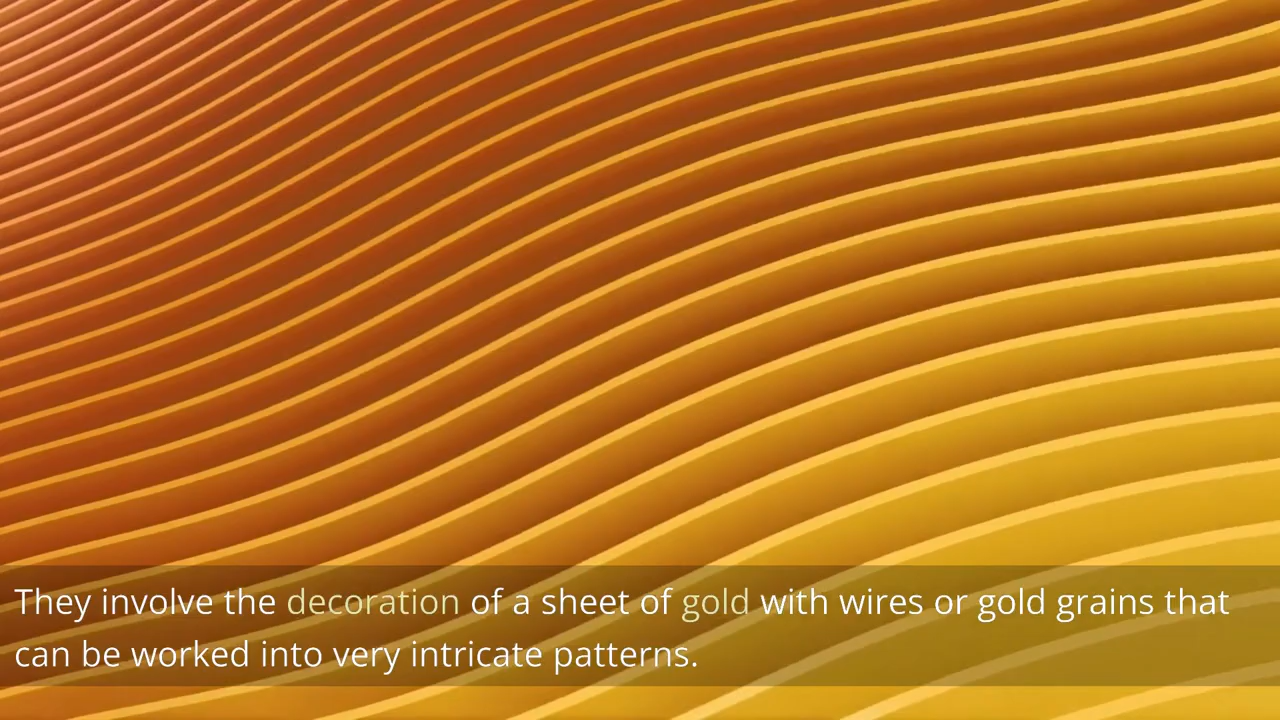 They involve the decoration of a sheet of gold with wires or gold grains that
can be worked into very intricate patterns.